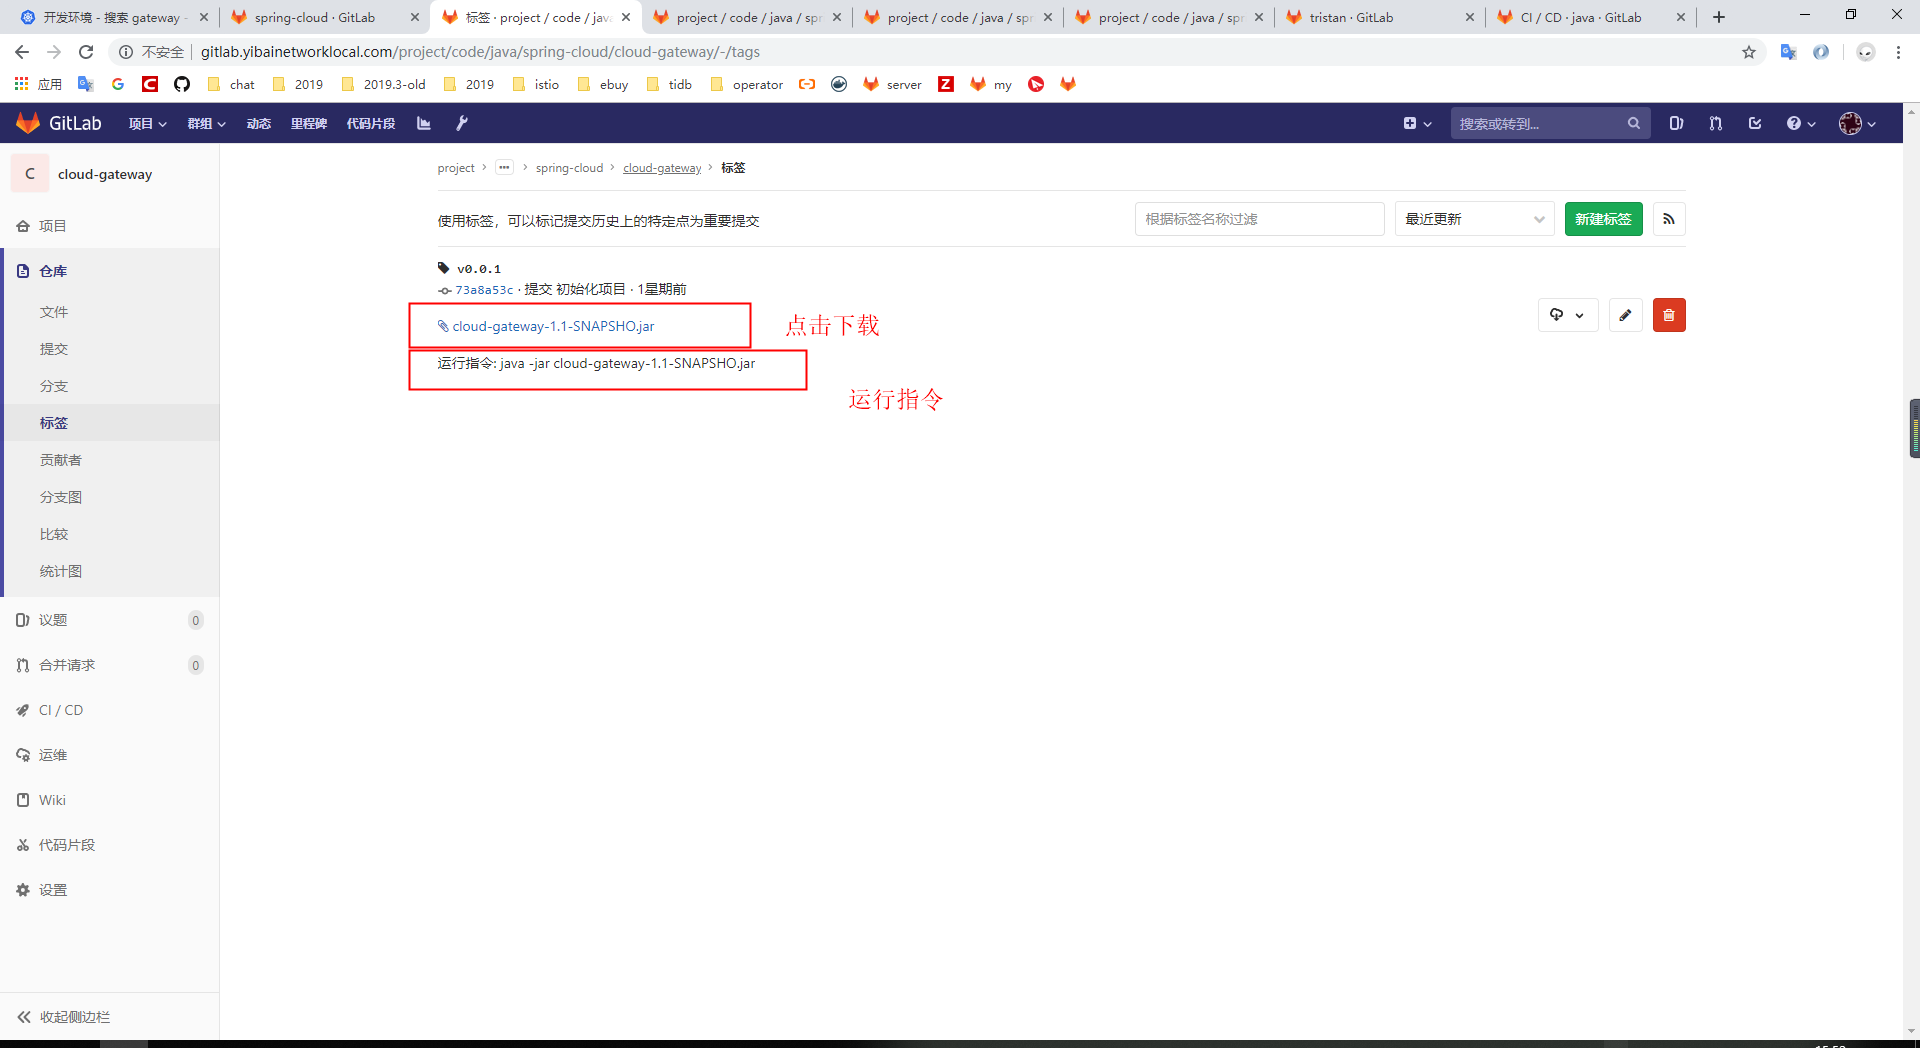 开发环境 - 搜索 gateway -
spring-cloud · GitLab
标签 · project / code / java
project / code / java / spr
project / code / java / spr
project / code / java / spr
tristan · GitLab
CI / CD · java · GitLab
不安全
gitlab.yibainetworklocal.com/project/code/java/spring-cloud/cloud-gateway/-/tags
应用
chat
2019
2019.3-old
2019
istio
ebuy
tidb
operator
server
my
GitLab
项目
群组
动态
里程碑
代码片段
搜索或转到...
C
cloud-gateway
项目
仓库
文件
提交
分支
标签
贡献者
分支图
比较
统计图
议题 0
合并请求 0
CI / CD
运维
Wiki
代码片段
设置
收起侧边栏
project > ··· > spring-cloud > cloud-gateway > 标签
使用标签，可以标记提交历史上的特定点为重要提交
根据标签名称过滤
最近更新
新建标签
v0.0.1
73a8a53c · 提交 初始化项目 · 1星期前
cloud-gateway-1.1-SNAPSHO.jar
点击下载
运行指令: java -jar cloud-gateway-1.1-SNAPSHO.jar
运行指令